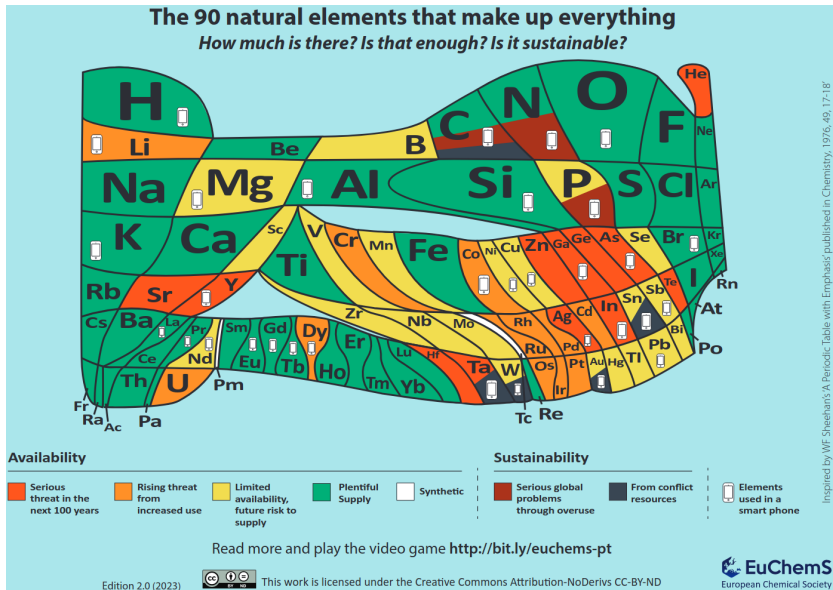 The 90 natural elements that make up everything
How much is there? Is that enough? Is it sustainable?
H
He
Li
Be
B
C
N
O
F
Ne
Na
Mg
Al
Si
P
S
Cl
Ar
K
Ca
Sc
Ti
V
Cr
Mn
Fe
Co
Ni
Cu
Zn
Ga
Ge
As
Se
Br
Kr
Rb
Sr
Y
Zr
Nb
Mo
Tc
Ru
Rh
Pd
Ag
Cd
In
Sn
Sb
Te
I
Xe
Cs
Ba
La
Ce
Pr
Nd
Pm
Sm
Eu
Gd
Tb
Dy
Ho
Er
Tm
Yb
Lu
Hf
Ta
W
Re
Os
Ir
Pt
Au
Hg
Tl
Pb
Bi
Po
At
Rn
Fr
Ra
Ac
Th
Pa
U
Inspired by WF Sheehan's 'A Periodic Table with Emphasis' published in Chemistry, 1976, 49, 17-18'
Availability
Serious
threat in the
next 100 years
Rising threat
from
increased use
Limited
availability,
future risk to
supply
Plentiful
Supply
Synthetic
Sustainability
Serious global
problems
through overuse
From conflict
resources
Elements
used in a
smart phone
Read more and play the video game http://bit.ly/euchems-pt
Edition 2.0 (2023)
CC BY ND
This work is licensed under the Creative Commons Attribution-NoDerivs CC-BY-ND
EuChemS
European Chemical Society